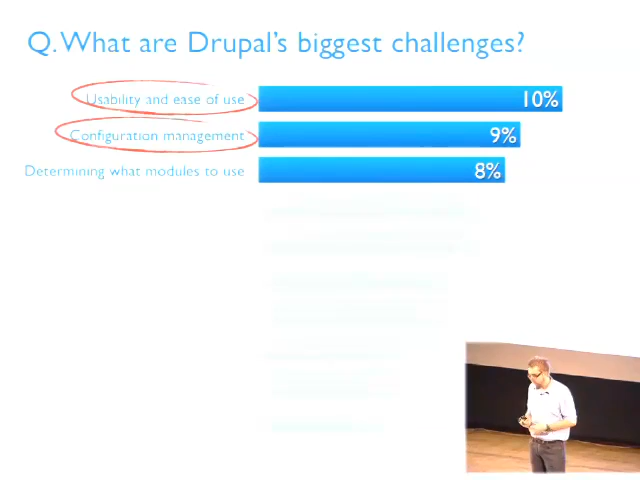 Q. What are Drupal's biggest challenges?
Usability and ease of use 10%
Configuration management 9%
Determining what modules to use 8%